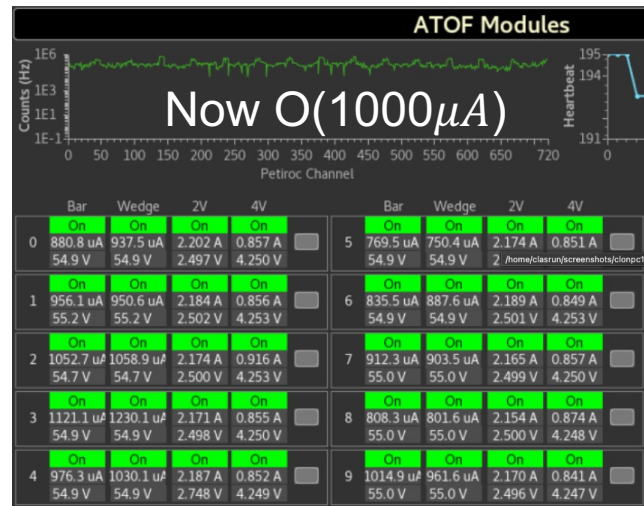 ATOF Modules
Counts (Hz)
1E6
1E3
1E1
1E-1
0 50 100 150 200 250 300 350 400 450 500 550 600 650 720
Petiroc Channel
Now O(1000μA)
Heartbeat
195
194
191
0
Bar Wedge 2V 4V
On On On On
0 880.8 uA 937.5 uA 2.202 A 0.857 A
54.9 V 54.9 V 2.497 V 4.250 V
On On On On
1 956.1 uA 950.6 uA 2.184 A 0.856 A
55.2 V 55.2 V 2.502 V 4.253 V
On On On On
2 1052.7 uA 1058.9 uA 2.174 A 0.916 A
54.7 V 54.7 V 2.500 V 4.253 V
On On On On
3 1121.1 uA 1230.1 uA 2.171 A 0.855 A
54.9 V 54.9 V 2.498 V 4.250 V
On On On On
4 976.3 uA 1030.1 uA 2.187 A 0.852 A
54.9 V 54.9 V 2.748 V 4.249 V
Bar Wedge 2V 4V
On On On On
5 769.5 uA 750.4 uA 2.174 A 0.851 A
54.9 V 54.9 V 2
/home/clasrun/screenshots/clonpc1
On On On On
6 835.5 uA 887.6 uA 2.189 A 0.849 A
54.9 V 54.9 V 2.501 V 4.253 V
On On On On
7 912.3 uA 903.5 uA 2.165 A 0.857 A
55.0 V 55.0 V 2.499 V 4.250 V
On On On On
8 808.3 uA 801.6 uA 2.154 A 0.874 A
55.0 V 55.0 V 2.500 V 4.248 V
On On On On
9 1014.9 uA 961.6 uA 2.170 A 0.841 A
55.0 V 55.0 V 2.496 V 4.247 V